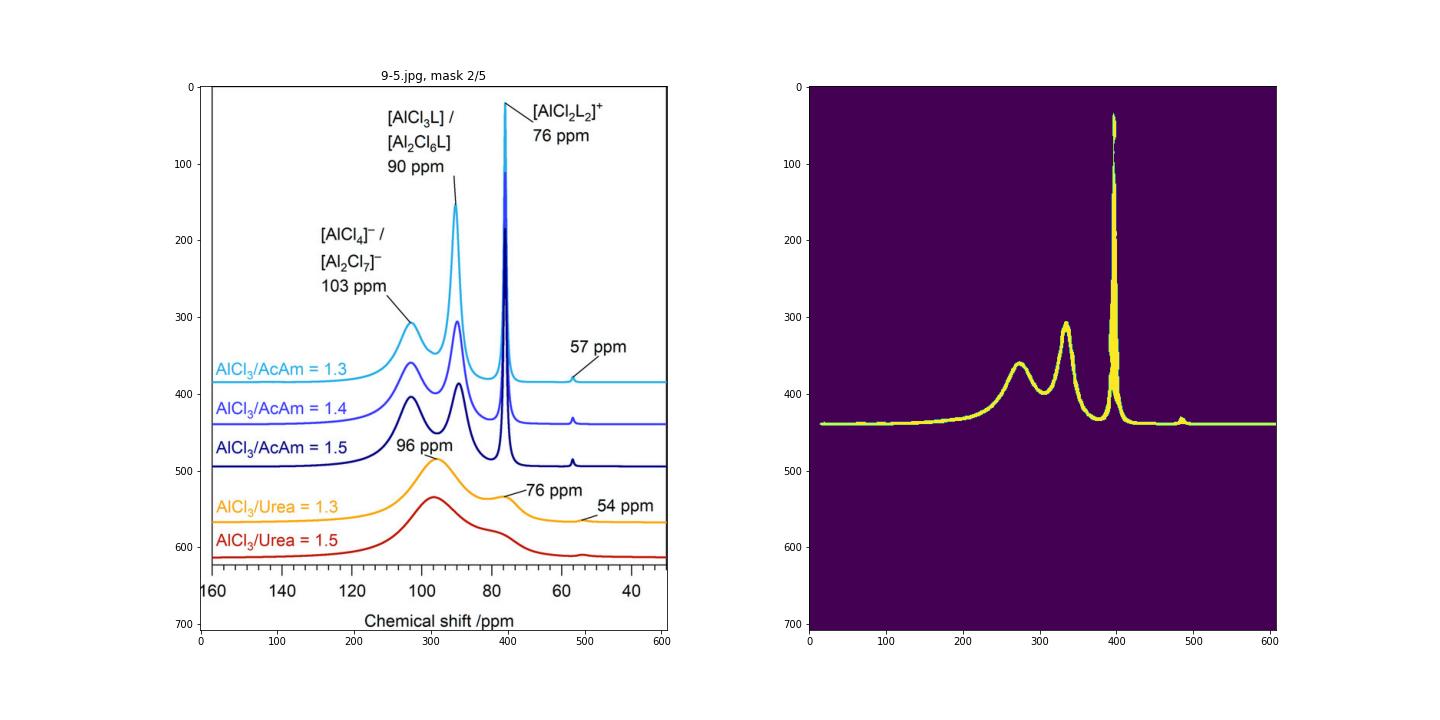 9-5.jpg, mask 2/5
0
100
200
300
400
500
600
700
[AlCl₃L] /
[Al₂Cl₆L]
90 ppm
[AlCl₂L₂]⁺
76 ppm
[AlCl₄]⁻ /
[Al₂Cl₇]⁻
103 ppm
57 ppm
AlCl₃/AcAm = 1.3
AlCl₃/AcAm = 1.4
AlCl₃/AcAm = 1.5
96 ppm
76 ppm
54 ppm
AlCl₃/Urea = 1.3
AlCl₃/Urea = 1.5
160 140 120 100 80 60 40
Chemical shift /ppm
0 100 200 300 400 500 600
0
100
200
300
400
500
600
700
0 100 200 300 400 500 600